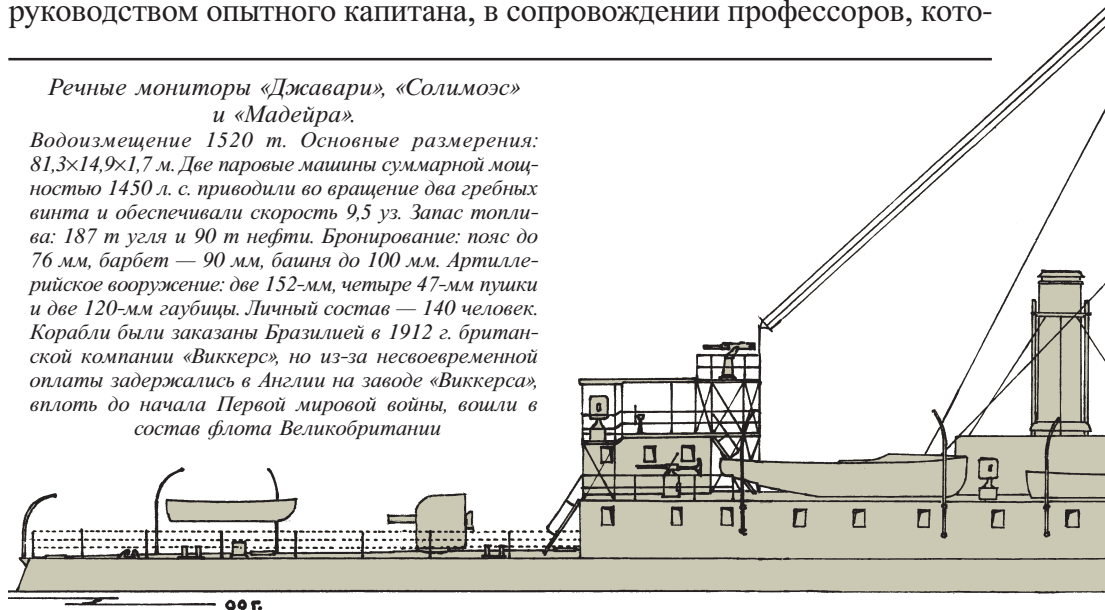 руководством опытного капитана, в сопровождении профессоров, кото-
Речные мониторы «Джавари», «Солимоэс»
и «Мадейра».
Водоизмещение 1520 т. Основные размерения:
81,3×14,9×1,7 м. Две паровые машины суммарной мощ-
ностью 1450 л. с. приводили во вращение два гребных
винта и обеспечивали скорость 9,5 уз. Запас топли-
ва: 187 т угля и 90 т нефти. Бронирование: пояс до
76 мм, барбет — 90 мм, башня до 100 мм. Артилле-
рийское вооружение: две 152-мм, четыре 47-мм пушки
и две 120-мм гаубицы. Личный состав — 140 человек.
Корабли были заказаны Бразилией в 1912 г. британ-
ской компании «Виккерс», но из-за несвоевременной
оплаты задержались в Англии на заводе «Виккерса»,
вплоть до начала Первой мировой войны, вошли в
состав флота Великобритании